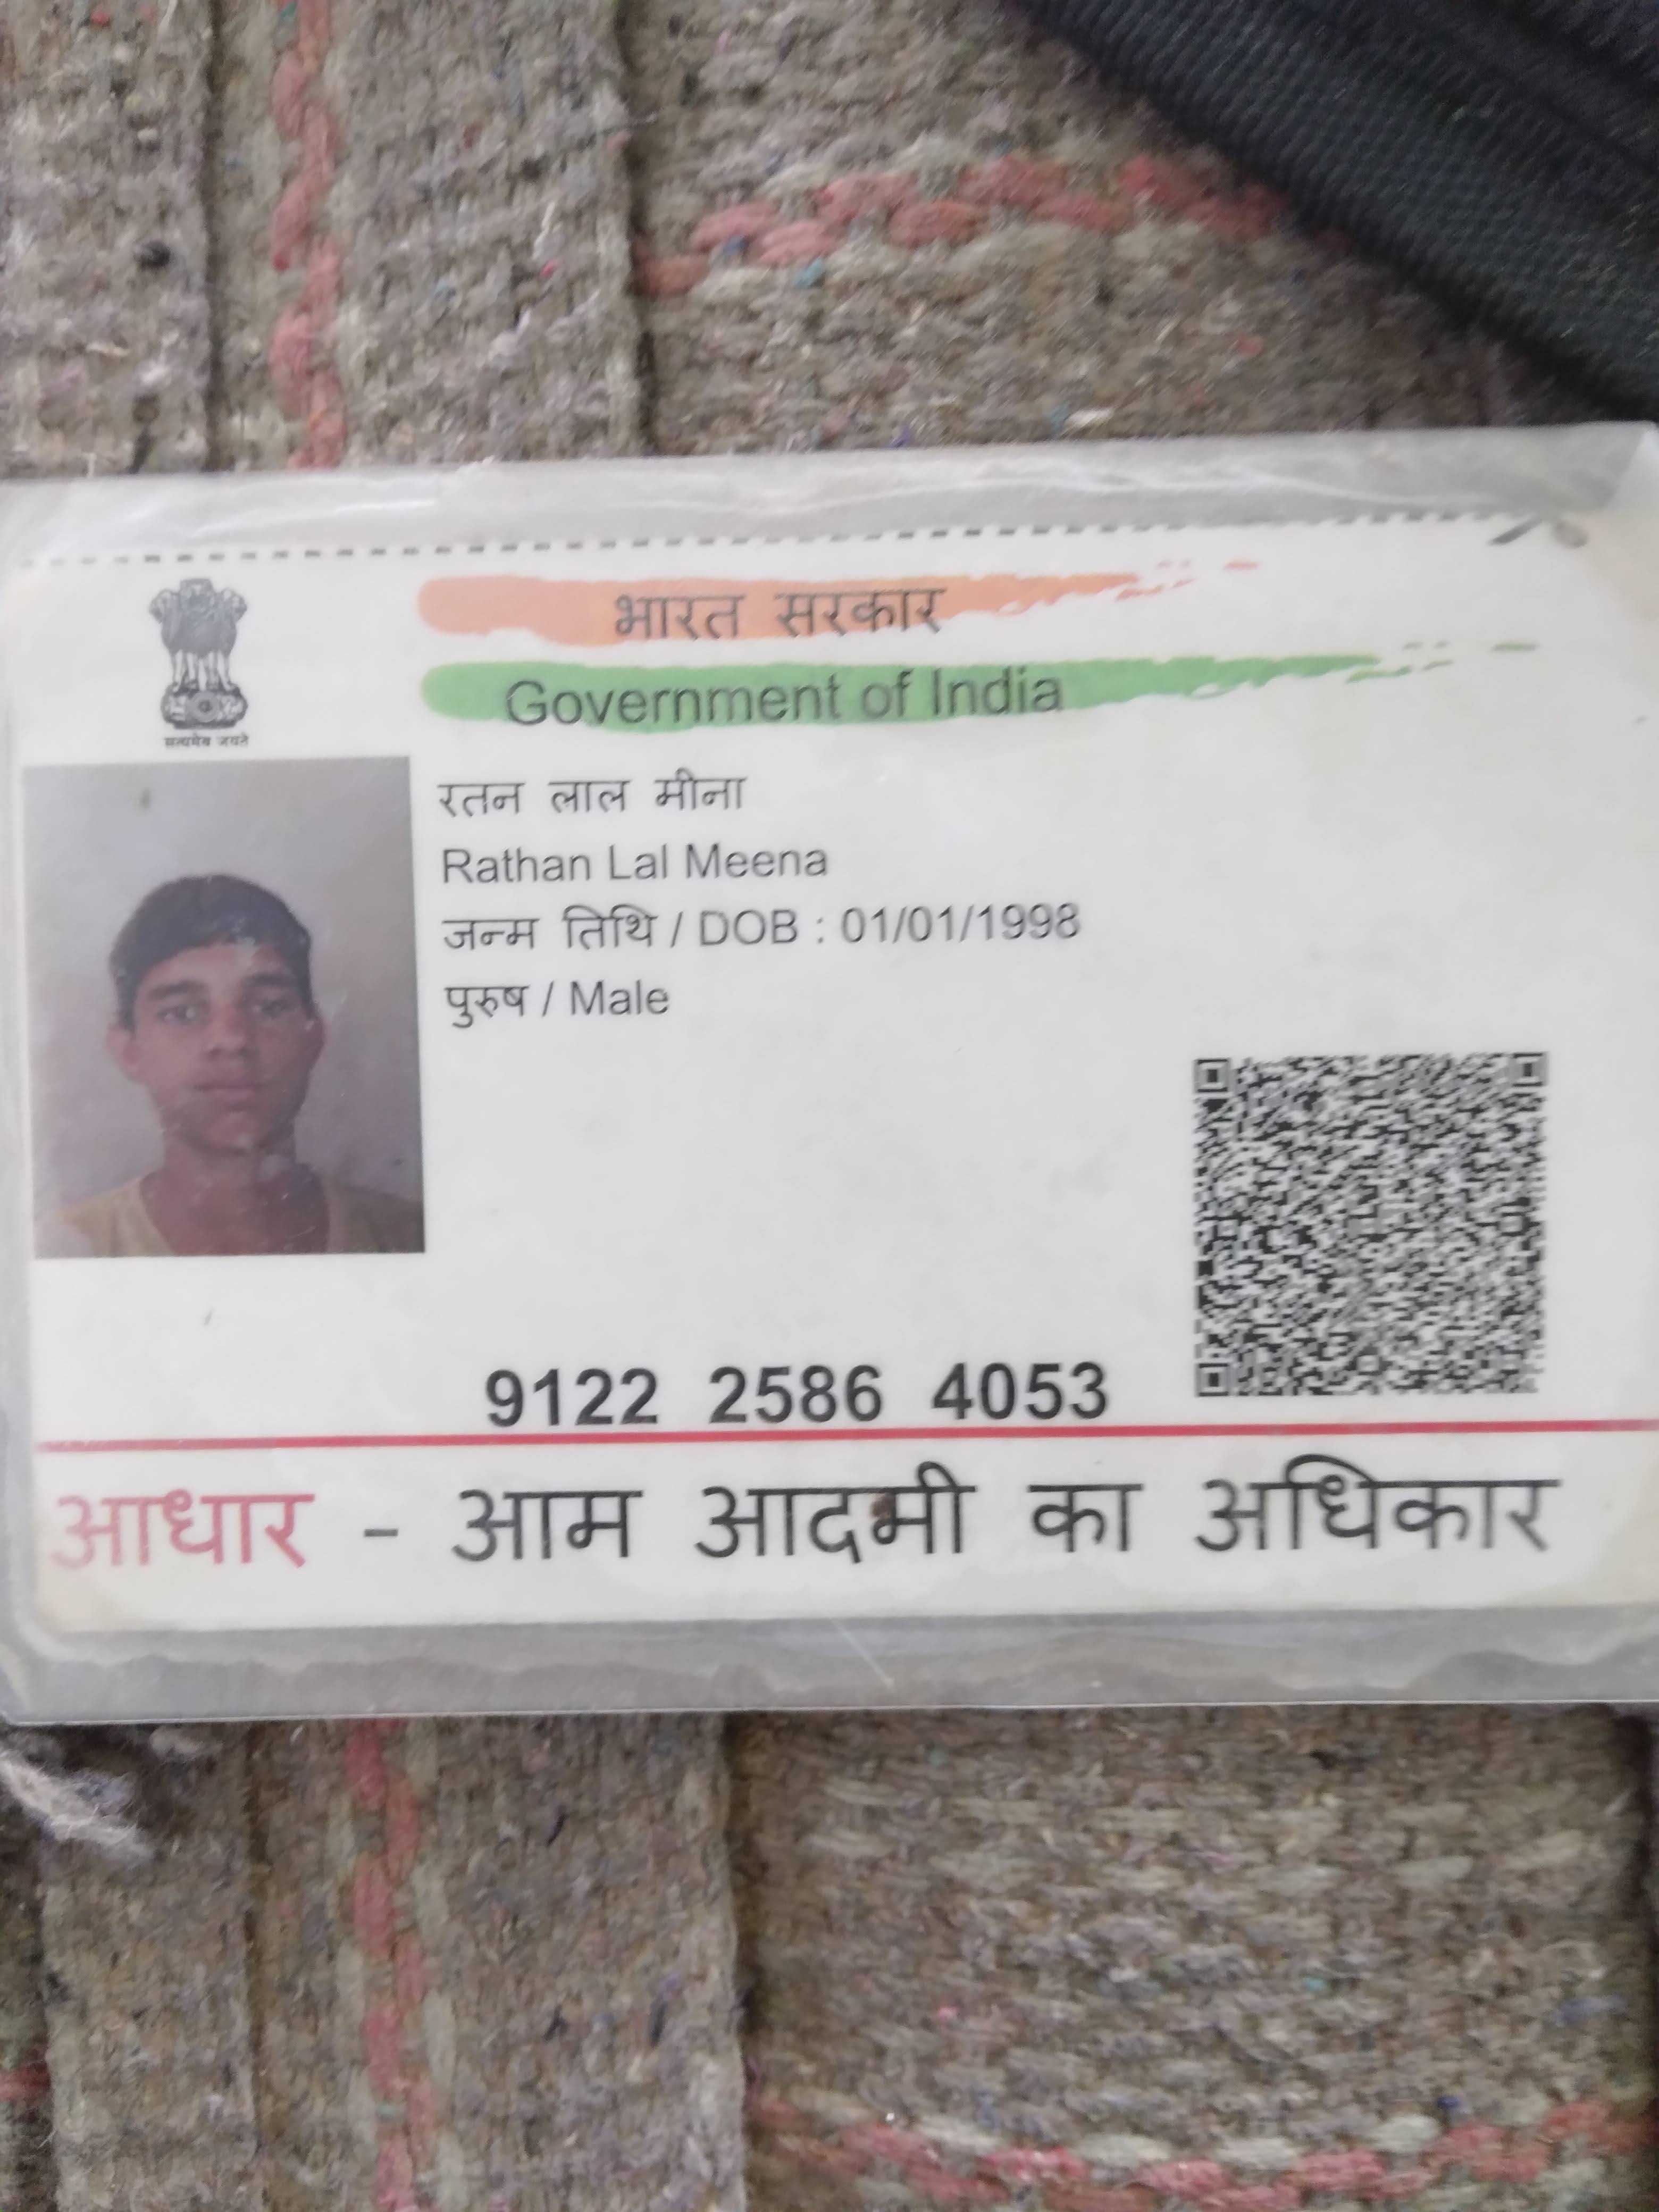 भारत सरकार
Government of India
सत्यमेव जयते
रतन लाल मीना
Rathan Lal Meena
जन्म तिथि / DOB : 01/01/1998
पुरुष / Male
9122 2586 4053
आधार - आम आदमी का अधिकार